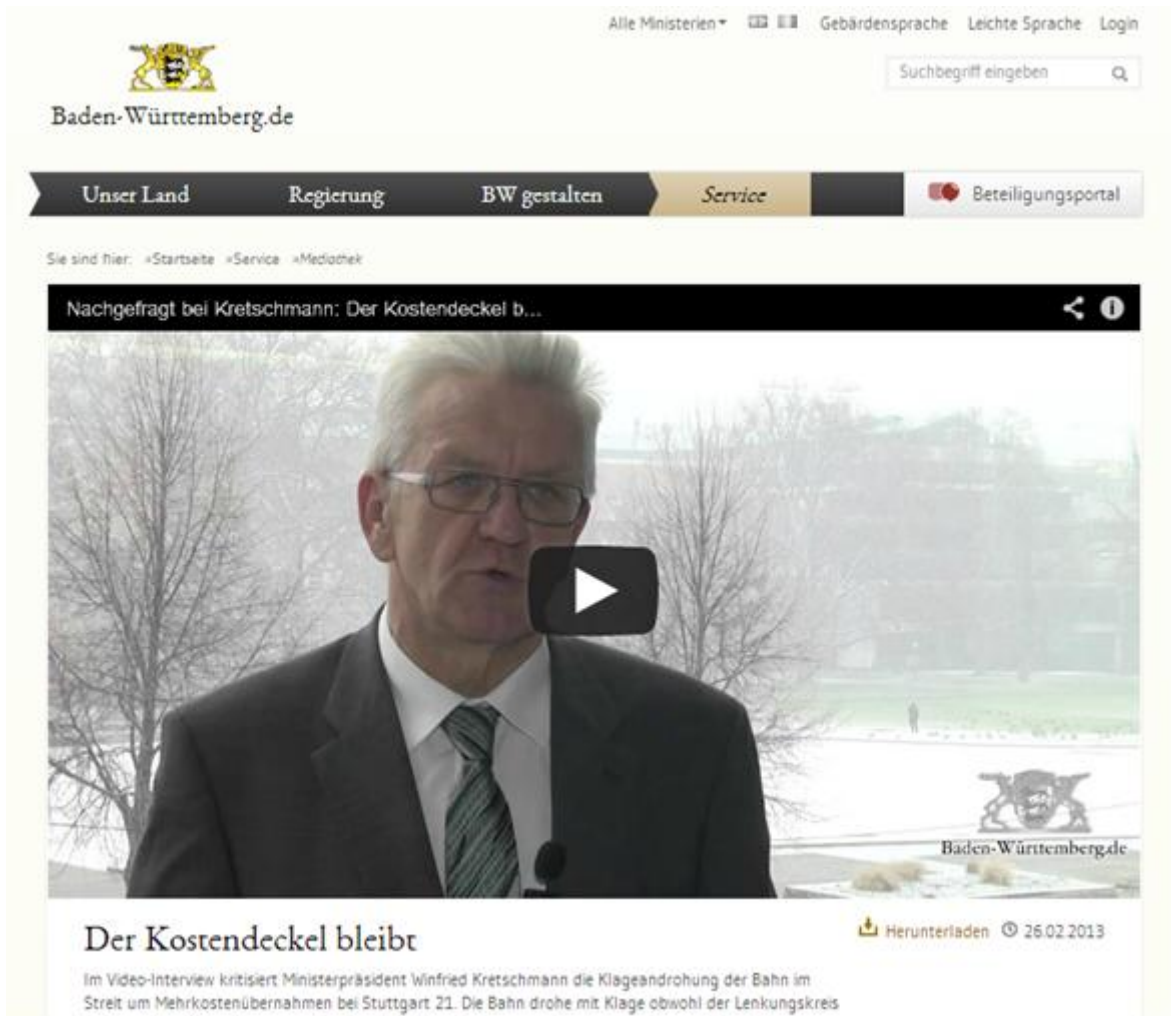 Alle Ministerien Gebärdensprache Leichte Sprache Login
Suchbegriff eingeben
Baden-Württemberg.de
Unser Land Regierung BW gestalten Service Beteiligungsportal
Sie sind hier: »Startseite »Service »Mediathek
Nachgefragt bei Kretschmann: Der Kostendeckel b...
Baden-Württemberg.de
Der Kostendeckel bleibt
Herunterladen 26.02.2013
Im Video-Interview kritisiert Ministerpräsident Winfried Kretschmann die Klageandrohung der Bahn im
Streit um Mehrkostenübernahmen bei Stuttgart 21. Die Bahn drohe mit Klage obwohl der Lenkungskreis